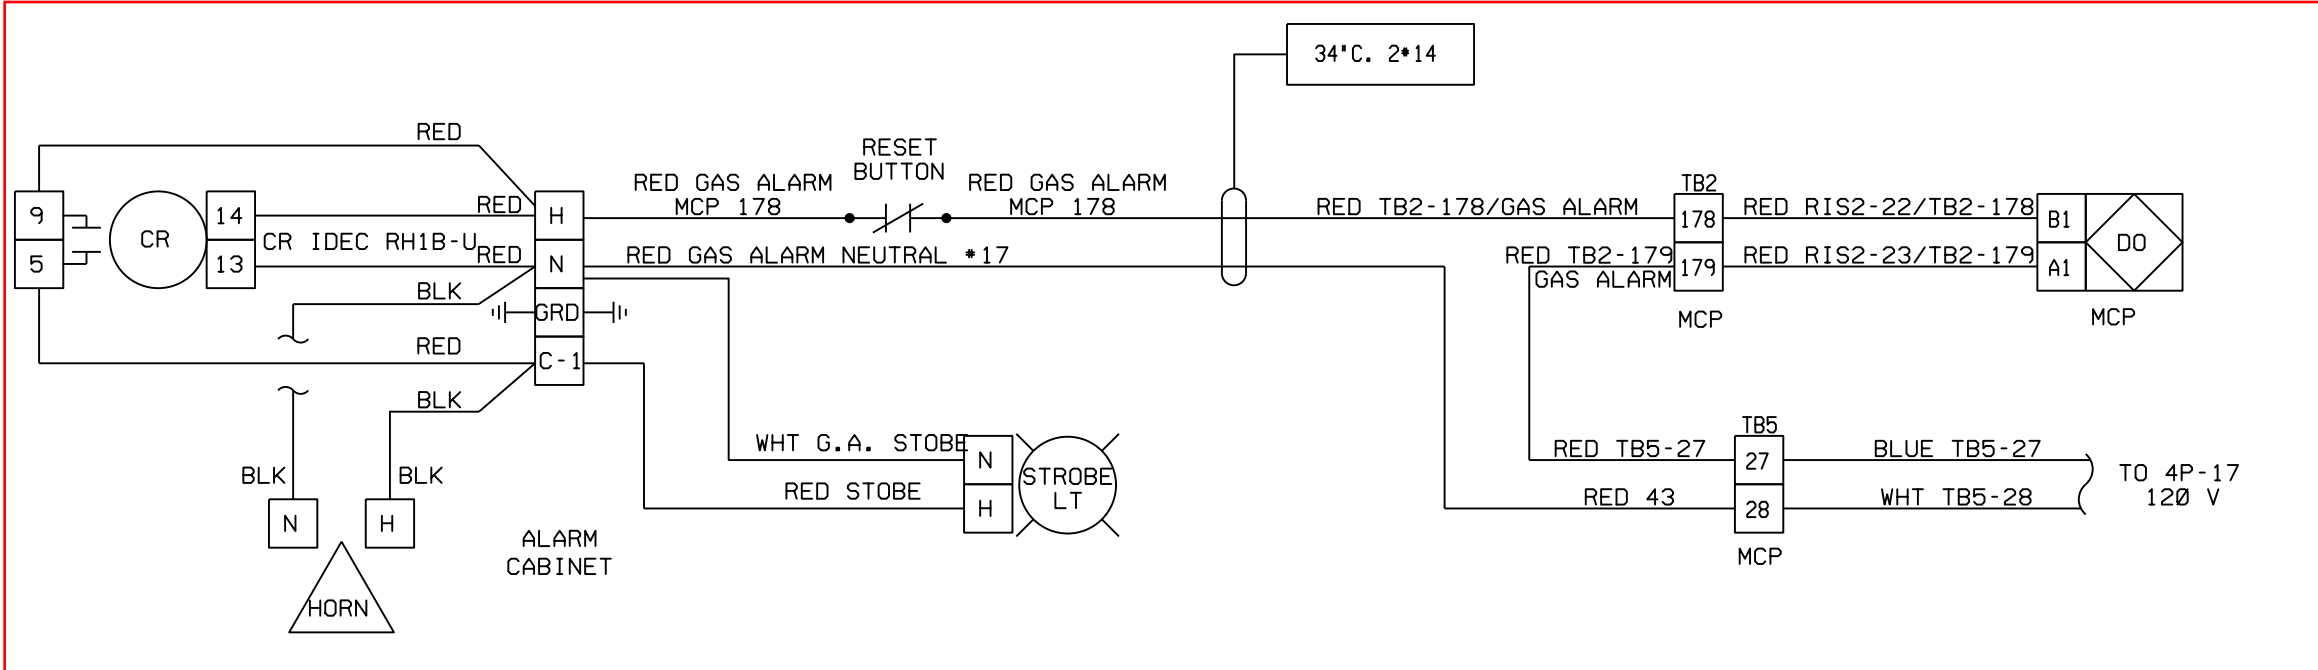 34"C. 2#14
RED
RESET
BUTTON
RED GAS ALARM
MCP 178
RED GAS ALARM
MCP 178
TB2
9
CR
14
RED
H
RED TB2-178/GAS ALARM
178
RED RIS2-22/TB2-178
B1
DO
CR IDEC RH1B-U
5
13
RED
N
RED GAS ALARM NEUTRAL #17
RED TB2-179
GAS ALARM
179
RED RIS2-23/TB2-179
A1
BLK
GRD
MCP
MCP
RED
C-1
BLK
TB5
WHT G.A. STOBE
N
STROBE
LT
RED TB5-27
27
BLUE TB5-27
TO 4P-17
120 V
BLK
BLK
RED STOBE
H
RED 43
28
WHT TB5-28
N
H
ALARM
CABINET
MCP
HORN